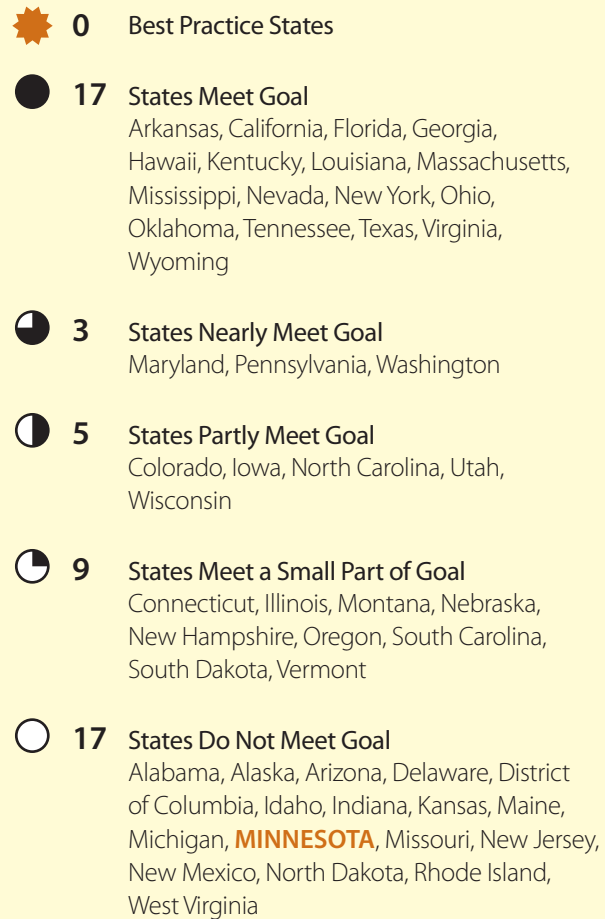 0 Best Practice States
17 States Meet Goal
Arkansas, California, Florida, Georgia,
Hawaii, Kentucky, Louisiana, Massachusetts,
Mississippi, Nevada, New York, Ohio,
Oklahoma, Tennessee, Texas, Virginia,
Wyoming
3 States Nearly Meet Goal
Maryland, Pennsylvania, Washington
5 States Partly Meet Goal
Colorado, Iowa, North Carolina, Utah,
Wisconsin
9 States Meet a Small Part of Goal
Connecticut, Illinois, Montana, Nebraska,
New Hampshire, Oregon, South Carolina,
South Dakota, Vermont
17 States Do Not Meet Goal
Alabama, Alaska, Arizona, Delaware, District
of Columbia, Idaho, Indiana, Kansas, Maine,
Michigan, MINNESOTA, Missouri, New Jersey,
New Mexico, North Dakota, Rhode Island,
West Virginia